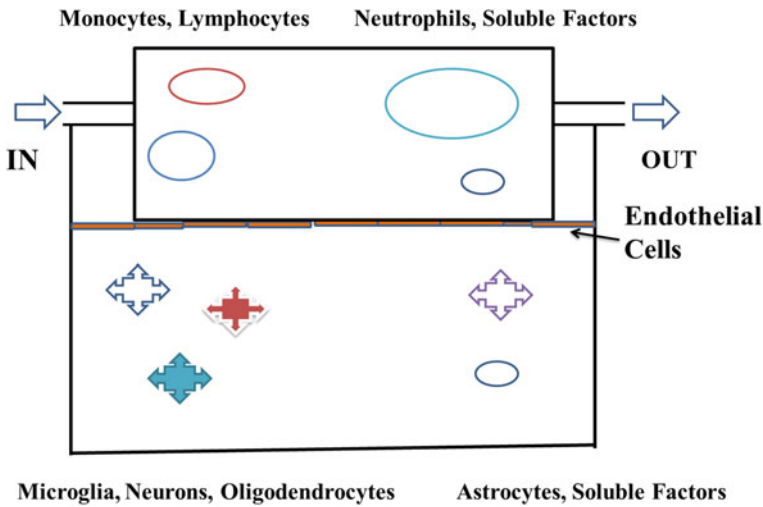 Monocytes, Lymphocytes
Neutrophils, Soluble Factors
IN
OUT
Endothelial
Cells
Microglia, Neurons, Oligodendrocytes
Astrocytes, Soluble Factors